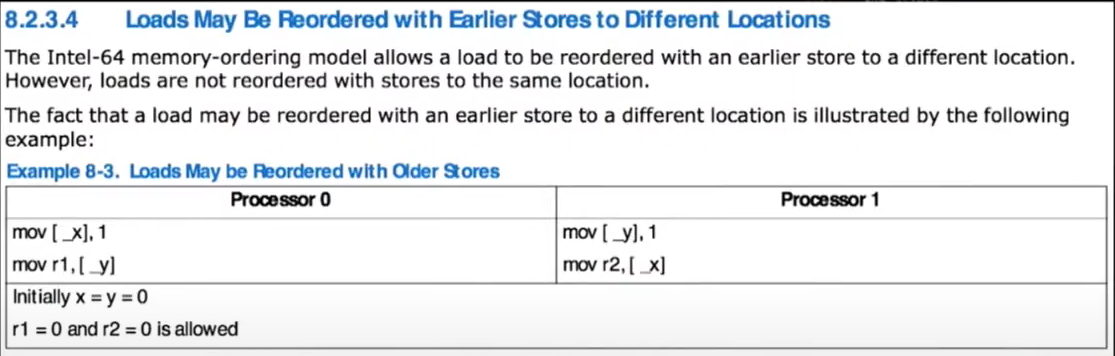 8.2.3.4 Loads May Be Reordered with Earlier Stores to Different Locations
The Intel-64 memory-ordering model allows a load to be reordered with an earlier store to a different location.
However, loads are not reordered with stores to the same location.
The fact that a load may be reordered with an earlier store to a different location is illustrated by the following
example:
Example 8-3. Loads May be Reordered with Older Stores
Processor 0 Processor 1
mov [ _x], 1 mov [ _y], 1
mov r1, [ _y] mov r2, [ _x]
Initially x = y = 0
r1 = 0 and r2 = 0 is allowed